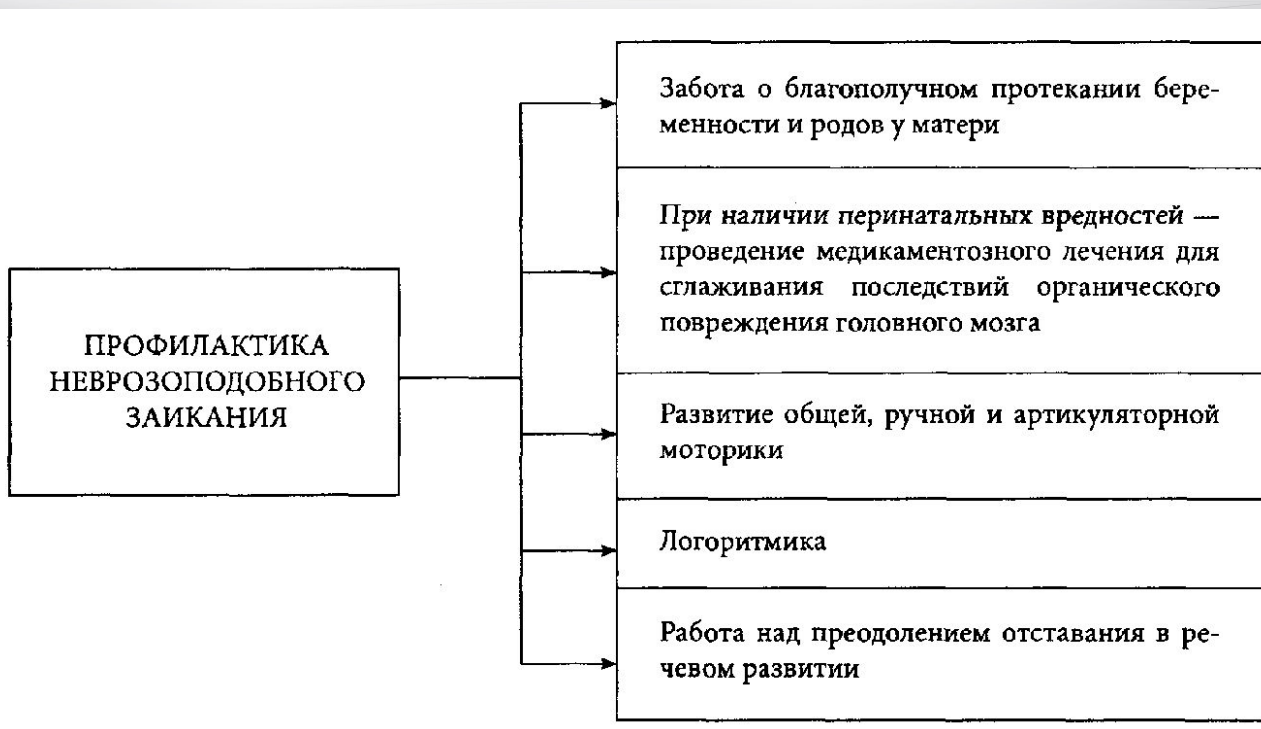 ПРОФИЛАКТИКА
НЕВРОЗОПОДОБНОГО
ЗАИКАНИЯ
Забота о благополучном протекании бере-
менности и родов у матери
При наличии перинатальных вредностей —
проведение медикаментозного лечения для
сглаживания последствий органического
повреждения головного мозга
Развитие общей, ручной и артикуляторной
моторики
Логоритмика
Работа над преодолением отставания в ре-
чевом развитии